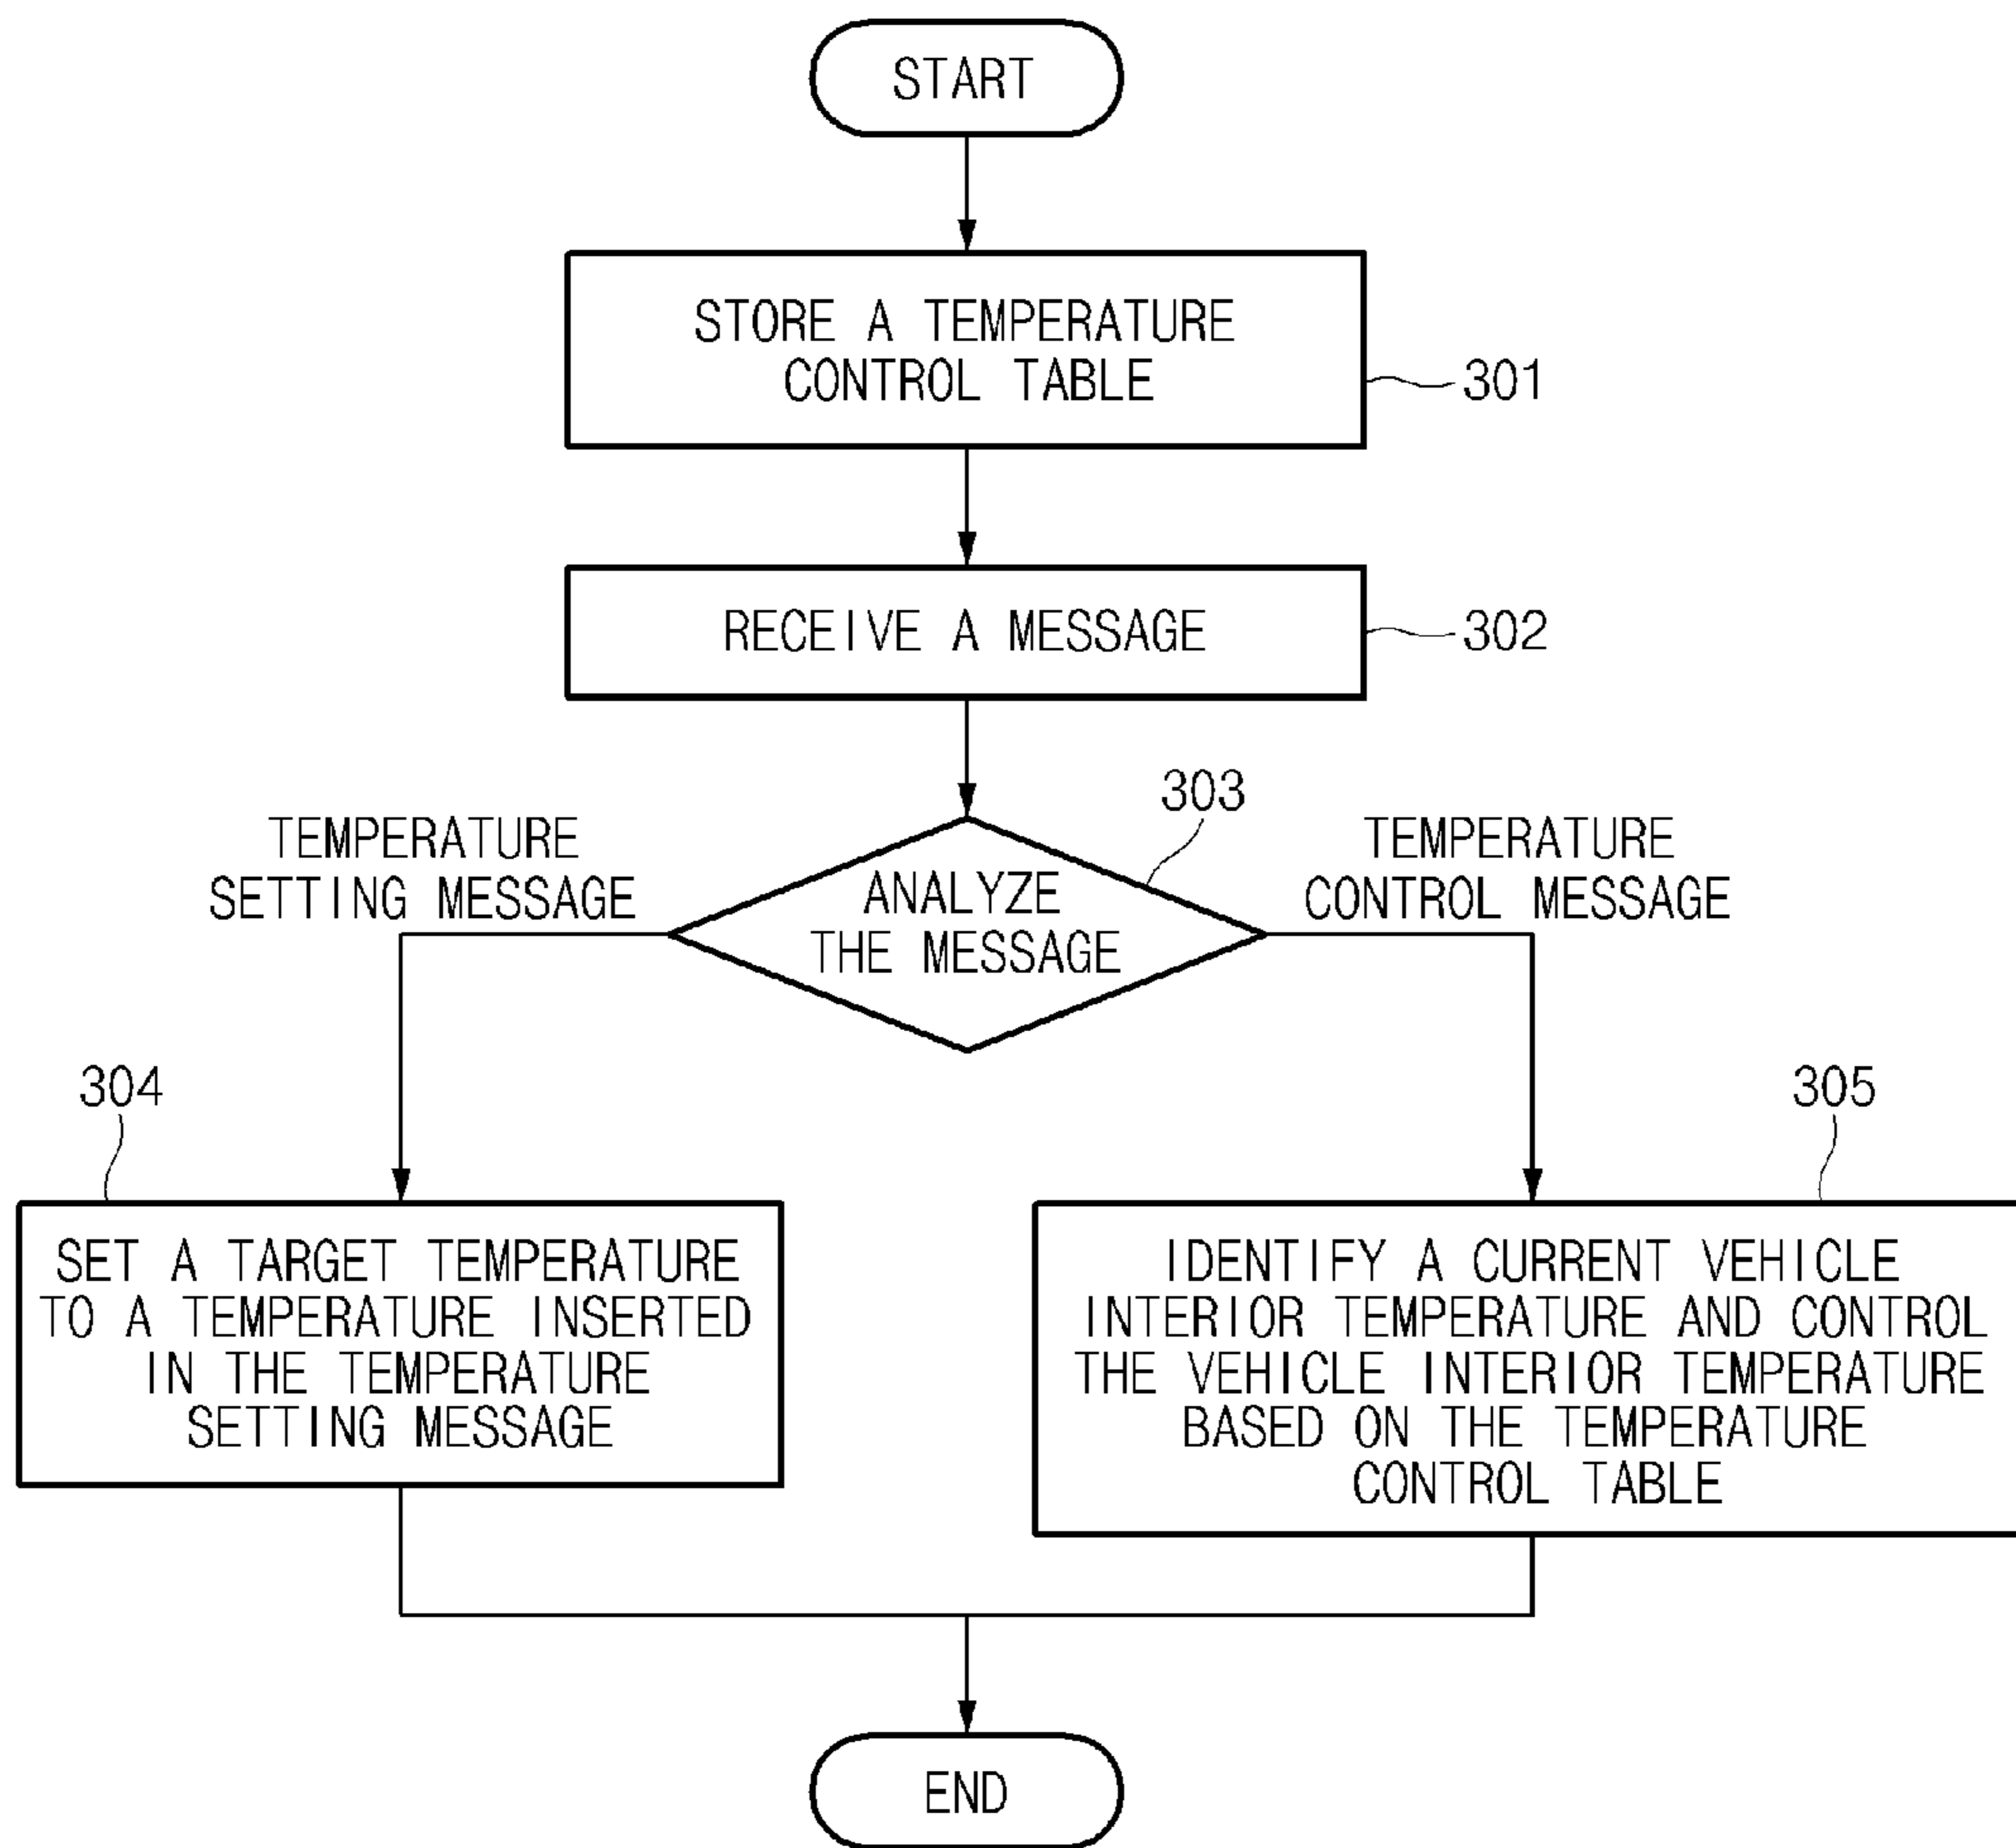 START
STORE A TEMPERATURE
CONTROL TABLE
301
RECEIVE A MESSAGE
302
303
TEMPERATURE
SETTING MESSAGE
ANALYZE
THE MESSAGE
TEMPERATURE
CONTROL MESSAGE
304
305
SET A TARGET TEMPERATURE
TO A TEMPERATURE INSERTED
IN THE TEMPERATURE
SETTING MESSAGE
IDENTIFY A CURRENT VEHICLE
INTERIOR TEMPERATURE AND CONTROL
THE VEHICLE INTERIOR TEMPERATURE
BASED ON THE TEMPERATURE
CONTROL TABLE
END